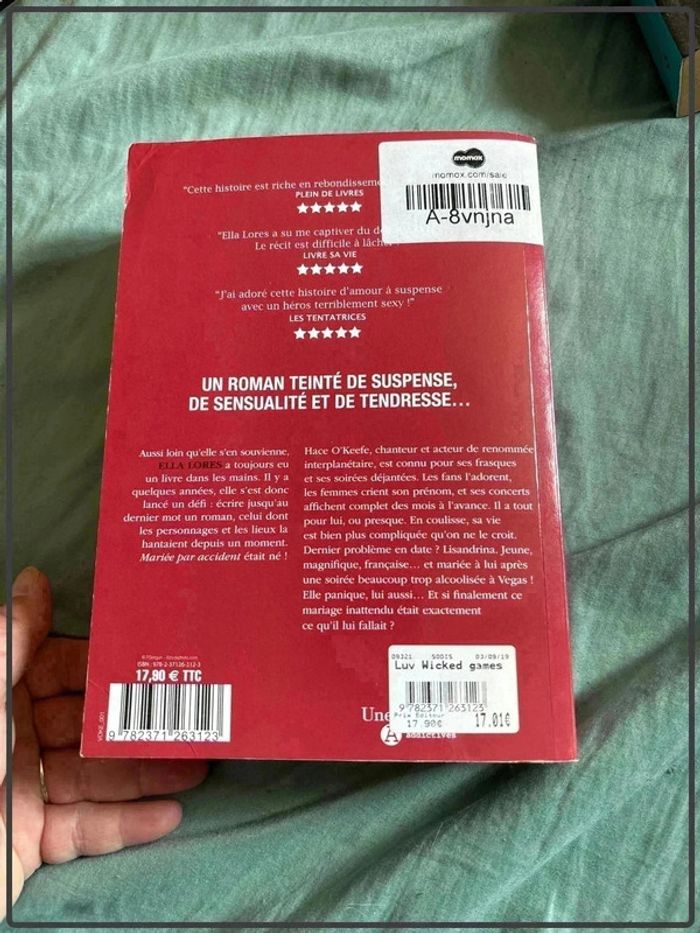 momox
momox.com/sale
A-8vnjna
"Cette histoire est riche en rebondisseme
PLEIN DE LIVRES
"Ella Lores a su me captiver du dé
Le récit est difficile à lâche
LIVRE SA VIE
"J'ai adoré cette histoire d'amour à suspense
avec un héros terriblement sexy !"
LES TENTATRICES
UN ROMAN TEINTÉ DE SUSPENSE,
DE SENSUALITÉ ET DE TENDRESSE...
Aussi loin qu'elle s'en souvienne,
ELLA LORES a toujours eu
un livre dans les mains. Il y a
quelques années, elle s'est donc
lancé un défi : écrire jusqu'au
dernier mot un roman, celui dont
les personnages et les lieux la
hantaient depuis un moment.
Mariée par accident était né !
Hace O'Keefe, chanteur et acteur de renommée
interplanétaire, est connu pour ses frasques
et ses soirées déjantées. Les fans l'adorent,
les femmes crient son prénom, et ses concerts
affichent complet des mois à l'avance. Il a tout
pour lui, ou presque. En coulisse, sa vie
est bien plus compliquée qu'on ne le croit.
Dernier problème en date ? Lisandrina. Jeune,
magnifique, française... et mariée à lui après
une soirée beaucoup trop alcoolisée à Vegas !
Elle panique, lui aussi... Et si finalement ce
mariage inattendu était exactement
ce qu'il lui fallait ?
ISBN : 978-2-37126-312-3
17,90 € TTC
9 782371 263123
09321 SODIS 03/09/19
Luv Wicked games
9 782371 263123
Prix Editeur
17.90€ 17.01€
Une
addictives